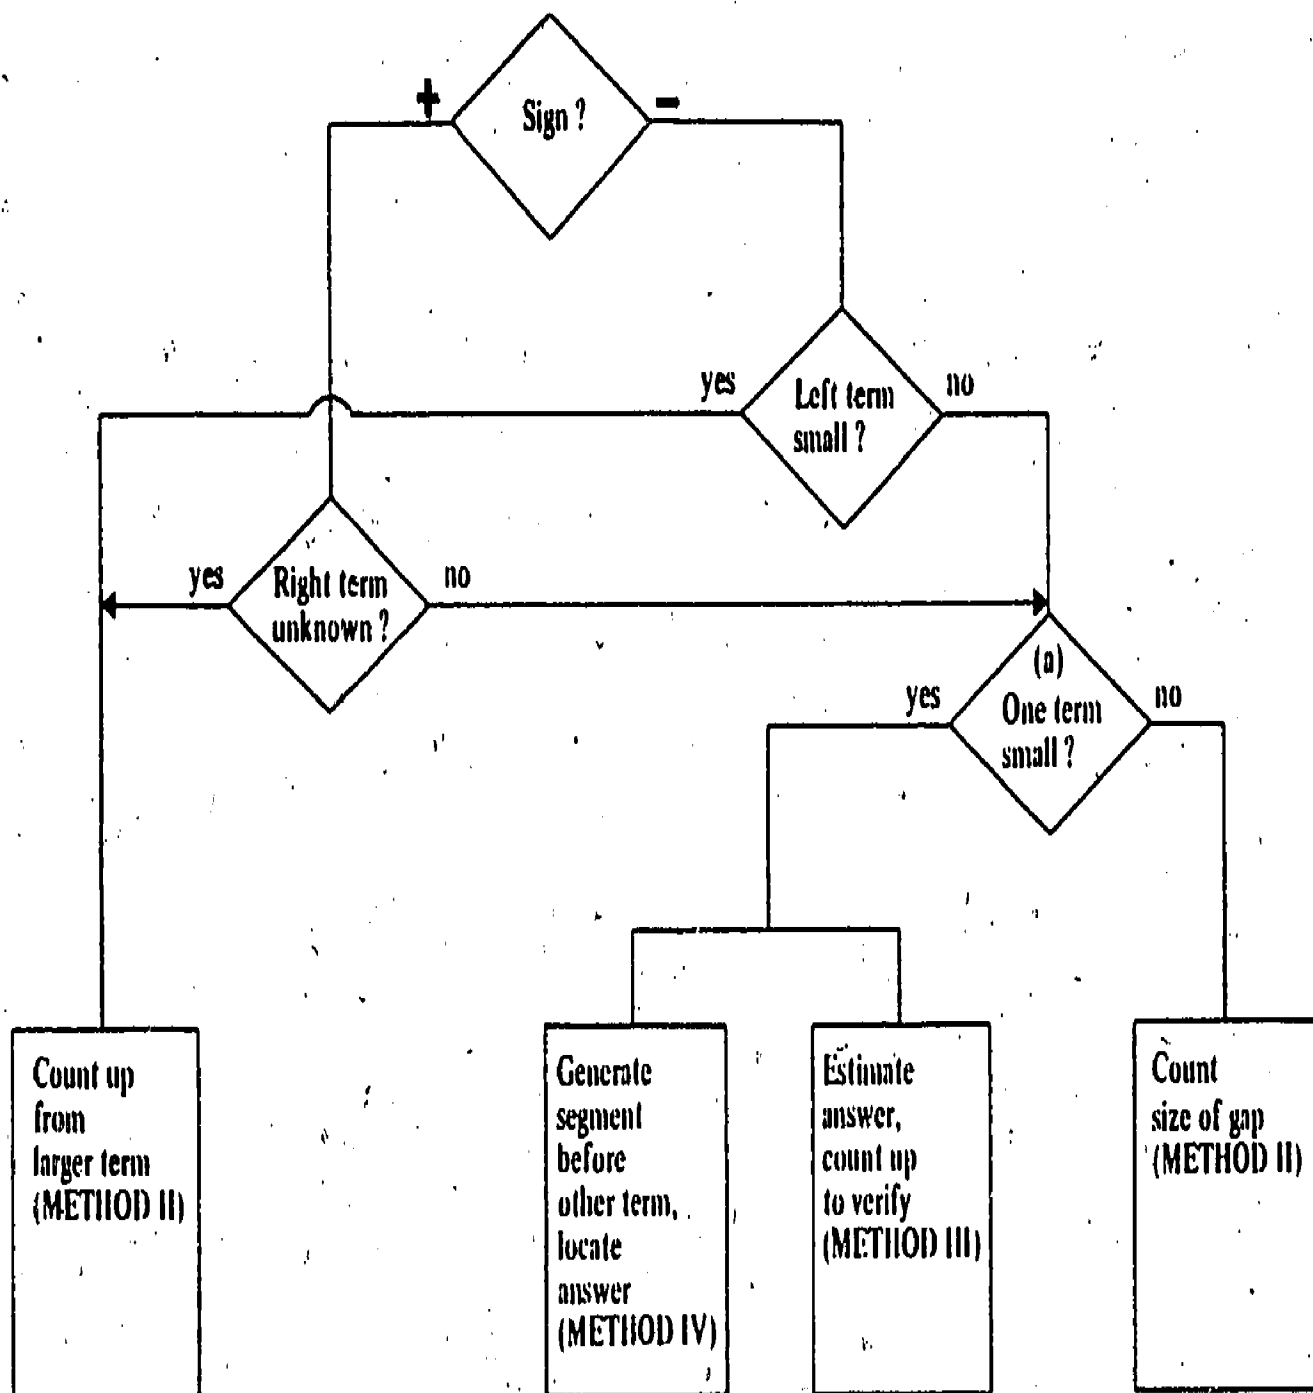 +
Sign ?
−
yes
Left term
small ?
no
yes
Right term
unknown ?
no
yes
(a)
One term
small ?
no
Count up
from
larger term
(METHOD II)
Generate
segment
before
other term,
locate
answer
(METHOD IV)
Estimate
answer,
count up
to verify
(METHOD III)
Count
size of gap
(METHOD II)